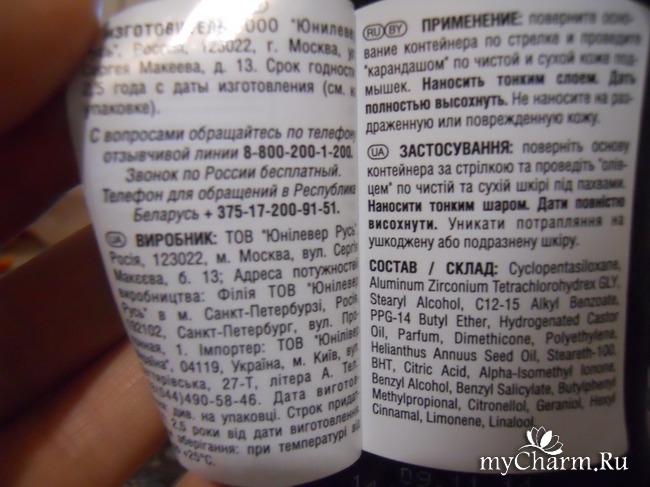 ИЗГОТОВИТЕЛЬ: ООО "Юнилевер
Русь", Россия, 123022, г. Москва, ул.
Сергея Макеева, д. 13. Срок годности
2,5 года с даты изготовления (см. на
упаковке).
С вопросами обращайтесь по телефону
отзывчивой линии 8-800-200-1-200.
Звонок по России бесплатный.
Телефон для обращений в Республике
Беларусь + 375-17-200-91-51.
UA ВИРОБНИК: ТОВ "Юнілевер Русь"
Росія, 123022, м. Москва, вул. Сергія
Макєєва, б. 13; Адреса потужностей
виробництва: Філія ТОВ "Юнілевер
Русь" в м. Санкт-Петербурзі, Росія,
192102, Санкт-Петербург, вул.
1. Імпортер: ТОВ "Юнілівер
Україна", 04119, Україна, м. Київ, вул.
27-Т, літера А. Тел.
(044)490-58-46. Дата виготов-
див. на упаковці. Строк придат-
2,5 роки від дати виготовлення.
зберігання: при температурі від
+25°C.
RU BY ПРИМЕНЕНИЕ: поверните осно-
вание контейнера по стрелке и проведите
"карандашом" по чистой и сухой коже под-
мышек. Наносить тонким слоем. Дать
полностью высохнуть. Не наносите на раз-
драженную или поврежденную кожу.
UA ЗАСТОСУВАННЯ: поверніть основу
контейнера за стрілкою та проведіть "олів-
цем" по чистій та сухій шкірі під пахвами.
Наносити тонким шаром. Дати повністю
висохнути. Уникати потрапляння на
ушкоджену або подразнену шкіру.
СОСТАВ / СКЛАД: Cyclopentasiloxane,
Aluminum Zirconium Tetrachlorohydrex GLY,
Stearyl Alcohol, C12-15 Alkyl Benzoate,
PPG-14 Butyl Ether, Hydrogenated Castor
Oil, Parfum, Dimethicone, Polyethylene,
Helianthus Annuus Seed Oil, Steareth-100,
BHT, Citric Acid, Alpha-Isomethyl Ionone,
Benzyl Alcohol, Benzyl Salicylate, Butylphenyl
Methylpropional, Citronellol, Geraniol, Hexyl
Cinnamal, Limonene, Linalool
myCharm.Ru